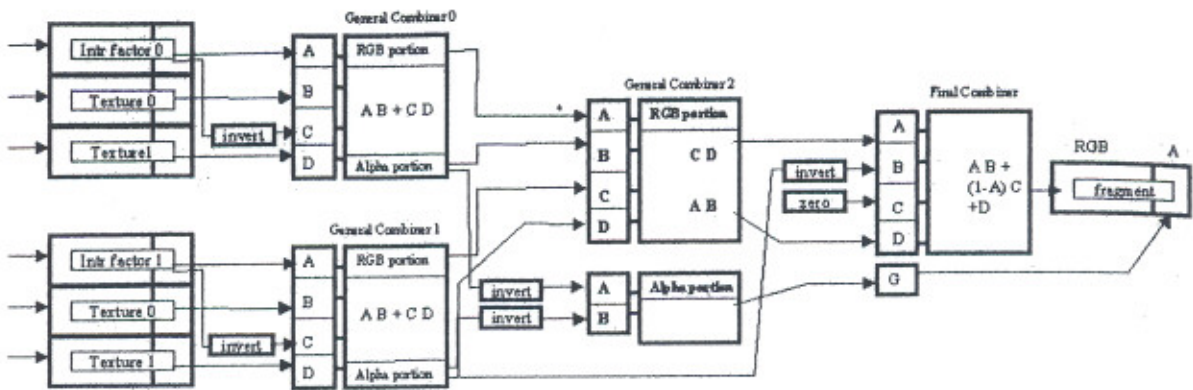 General Combiner 0
Intr factor 0
Texture 0
Texture1
invert
A
B
C
D
RGB portion
A B + C D
Alpha portion
Intr factor 1
Texture 0
Texture 1
invert
General Combiner 1
A
B
C
D
RGB portion
A B + C D
Alpha portion
invert
invert
General Combiner 2
A
B
C
D
RGB portion
C D
A B
A
B
Alpha portion
invert
zero
Final Combiner
A
B
C
D
A B +
(1-A) C
+D
G
RGB
A
fragment